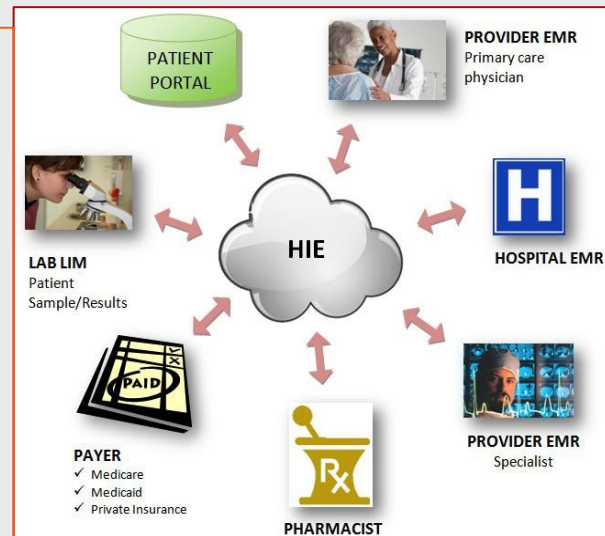 PATIENT
PORTAL
PROVIDER EMR
Primary care
physician
HIE
H
HOSPITAL EMR
LAB LIM
Patient
Sample/Results
PAID
PAYER
✓ Medicare
✓ Medicaid
✓ Private Insurance
RX
PHARMACIST
PROVIDER EMR
Specialist